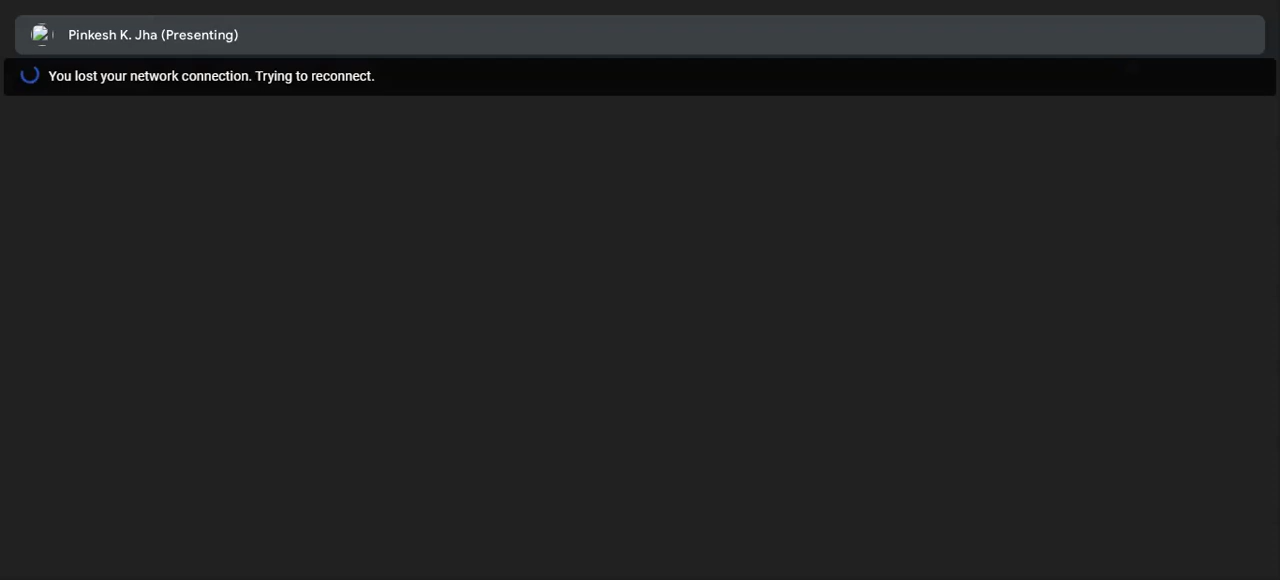 Pinkesh K. Jha (Presenting)
You lost your network connection. Trying to reconnect.